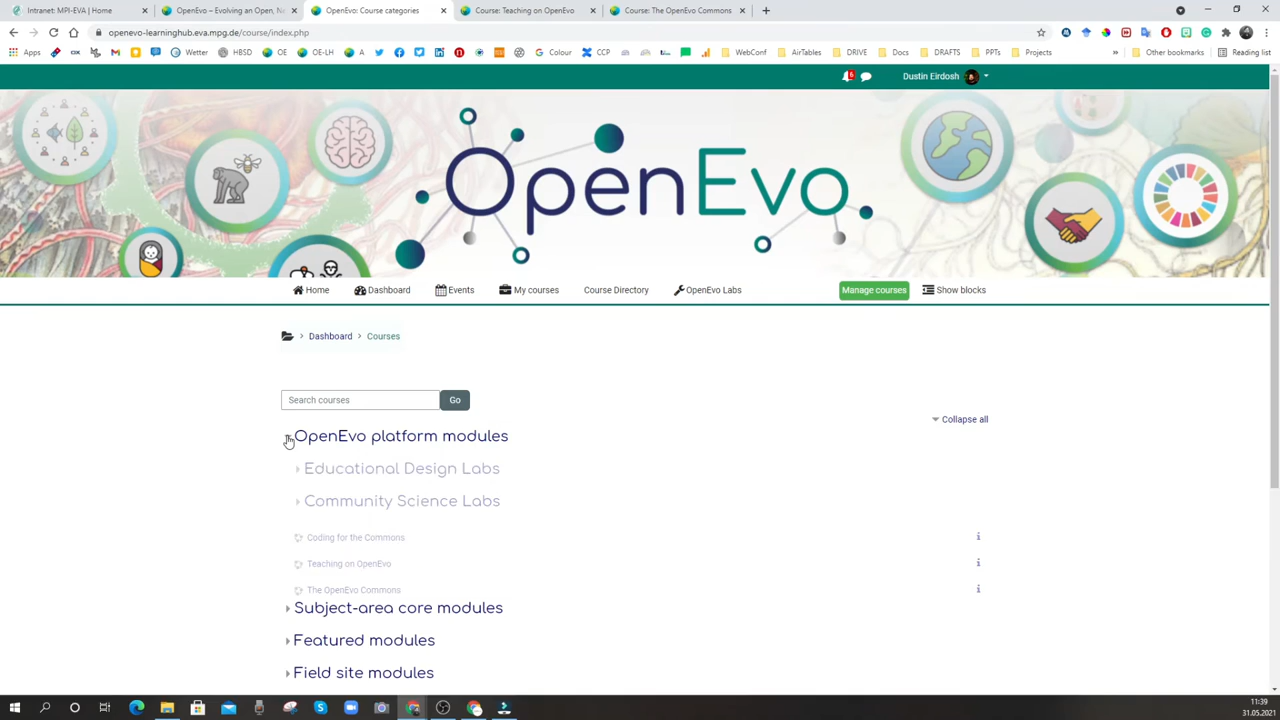 Intranet: MPI-EVA | Home
OpenEvo – Evolving an Open, Ne
OpenEvo: Course categories
Course: Teaching on OpenEvo
Course: The OpenEvo Commons
openevo-learninghub.eva.mpg.de/course/index.php
Apps
Wetter
HBSD
OE
OE-LH
A
Colour
CCP
WebConf
AirTables
DRIVE
Docs
DRAFTS
PPTs
Projects
Other bookmarks
Reading list
6
Dustin Eirdosh
OpenEvo.
Home
Dashboard
Events
My courses
Course Directory
OpenEvo Labs
Manage courses
Show blocks
Dashboard > Courses
Search courses
Go
Collapse all
OpenEvo platform modules
Educational Design Labs
Community Science Labs
Coding for the Commons
Teaching on OpenEvo
The OpenEvo Commons
Subject-area core modules
Featured modules
Field site modules
11:39
31.05.2021